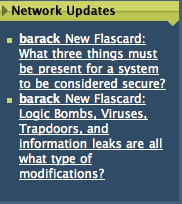 Network Updates
barack New Flascard:
What three things must
be present for a system
to be considered secure?
barack New Flascard:
Logic Bombs, Viruses,
Trapdoors, and
information leaks are all
what type of
modifications?